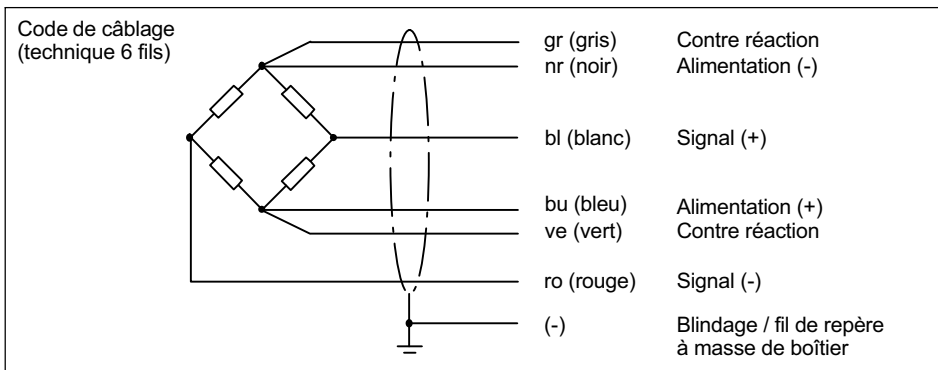 Code de câblage
(technique 6 fils)
gr (gris) Contre réaction
nr (noir) Alimentation (-)
bl (blanc) Signal (+)
bu (bleu) Alimentation (+)
ve (vert) Contre réaction
ro (rouge) Signal (-)
(-) Blindage / fil de repère
à masse de boîtier